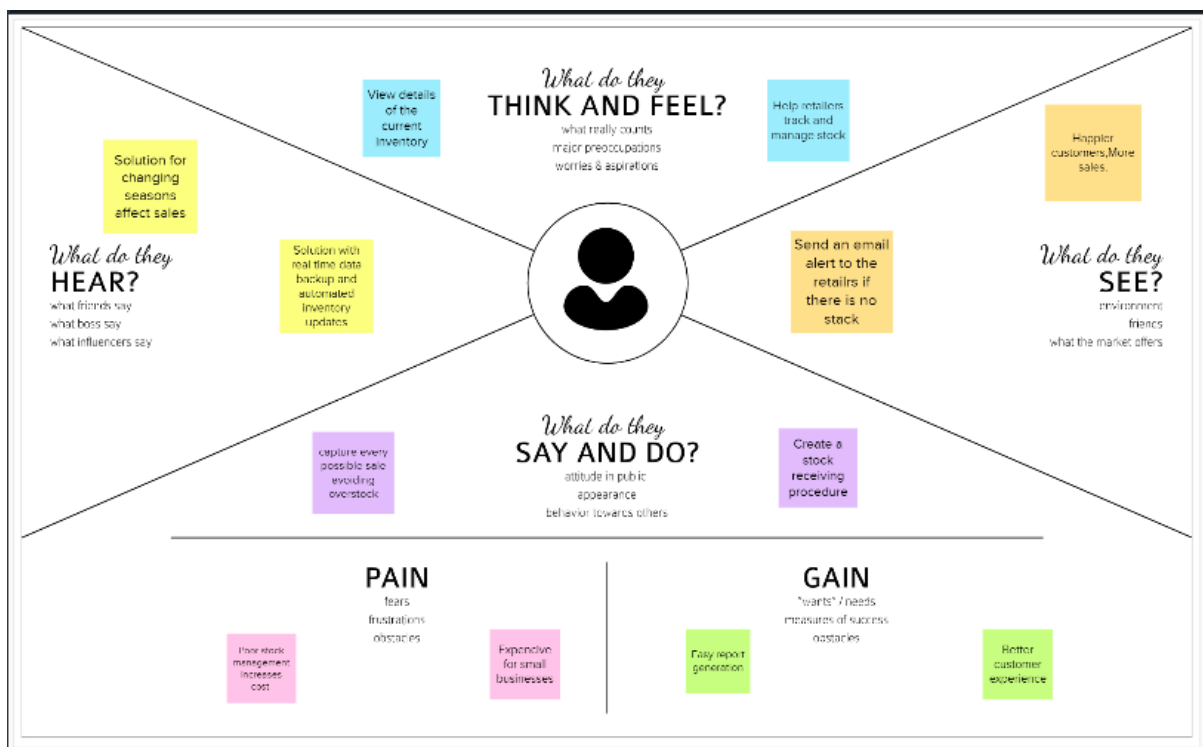 What do they
THINK AND FEEL?
what really counts
major preoccupations
worries & aspirations
View details
of the
current
inventory
Help retailers
track and
manage stock
What do they
HEAR?
what friends say
what boss say
what influencers say
Solution for
changing
seasons
affect sales
Solution with
real time data
backup and
automated
inventory
updates
What do they
SEE?
environment
friends
what the market offers
Happier
customers,More
sales.
Send an email
alert to the
retailrs if
there is no
stack
What do they
SAY AND DO?
attitude in public
appearance
behavior towards others
capture every
possible sale
avoiding
overstock
Create a
stock
receiving
procedure
PAIN
fears
frustrations
obstacles
Poor stock
management
increases
cost
Expencive
for small
businesses
GAIN
"wants" / needs
measures of success
obstacles
Easy report
generation
Better
customer
experience